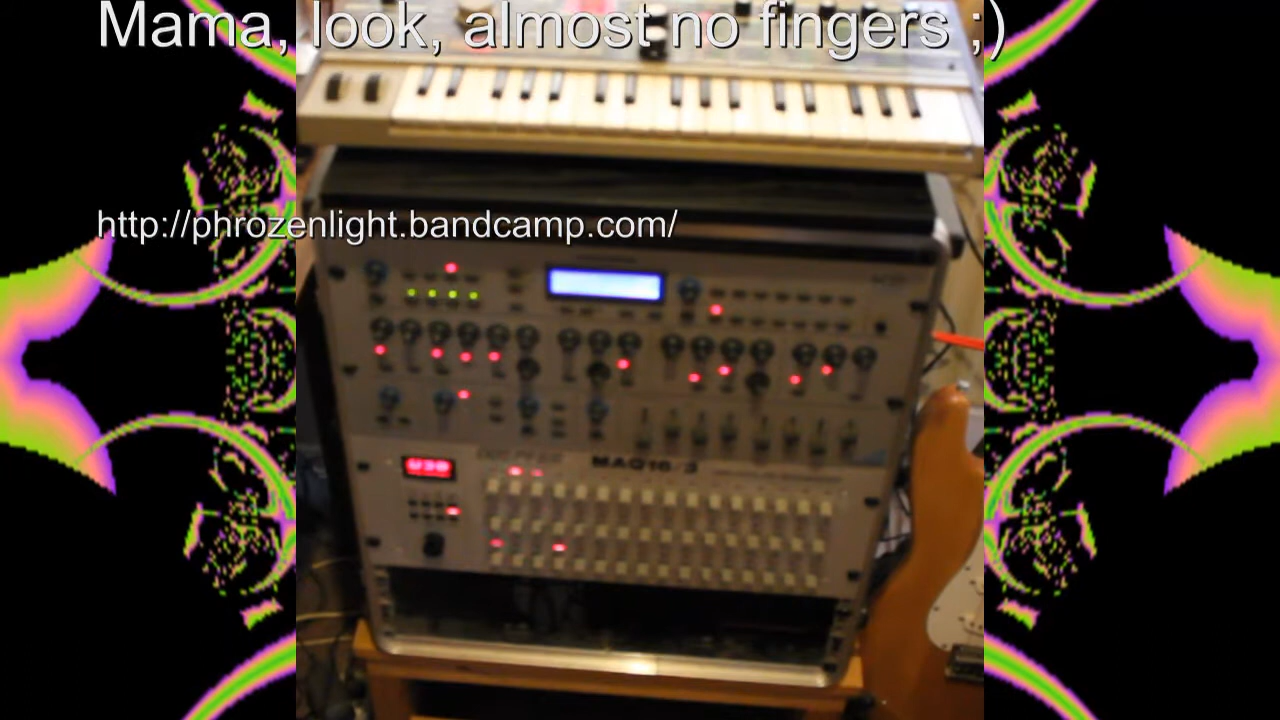 Mama, look, almost no fingers ;)
http://phrozenlight.bandcamp.com/
MAQ16/3